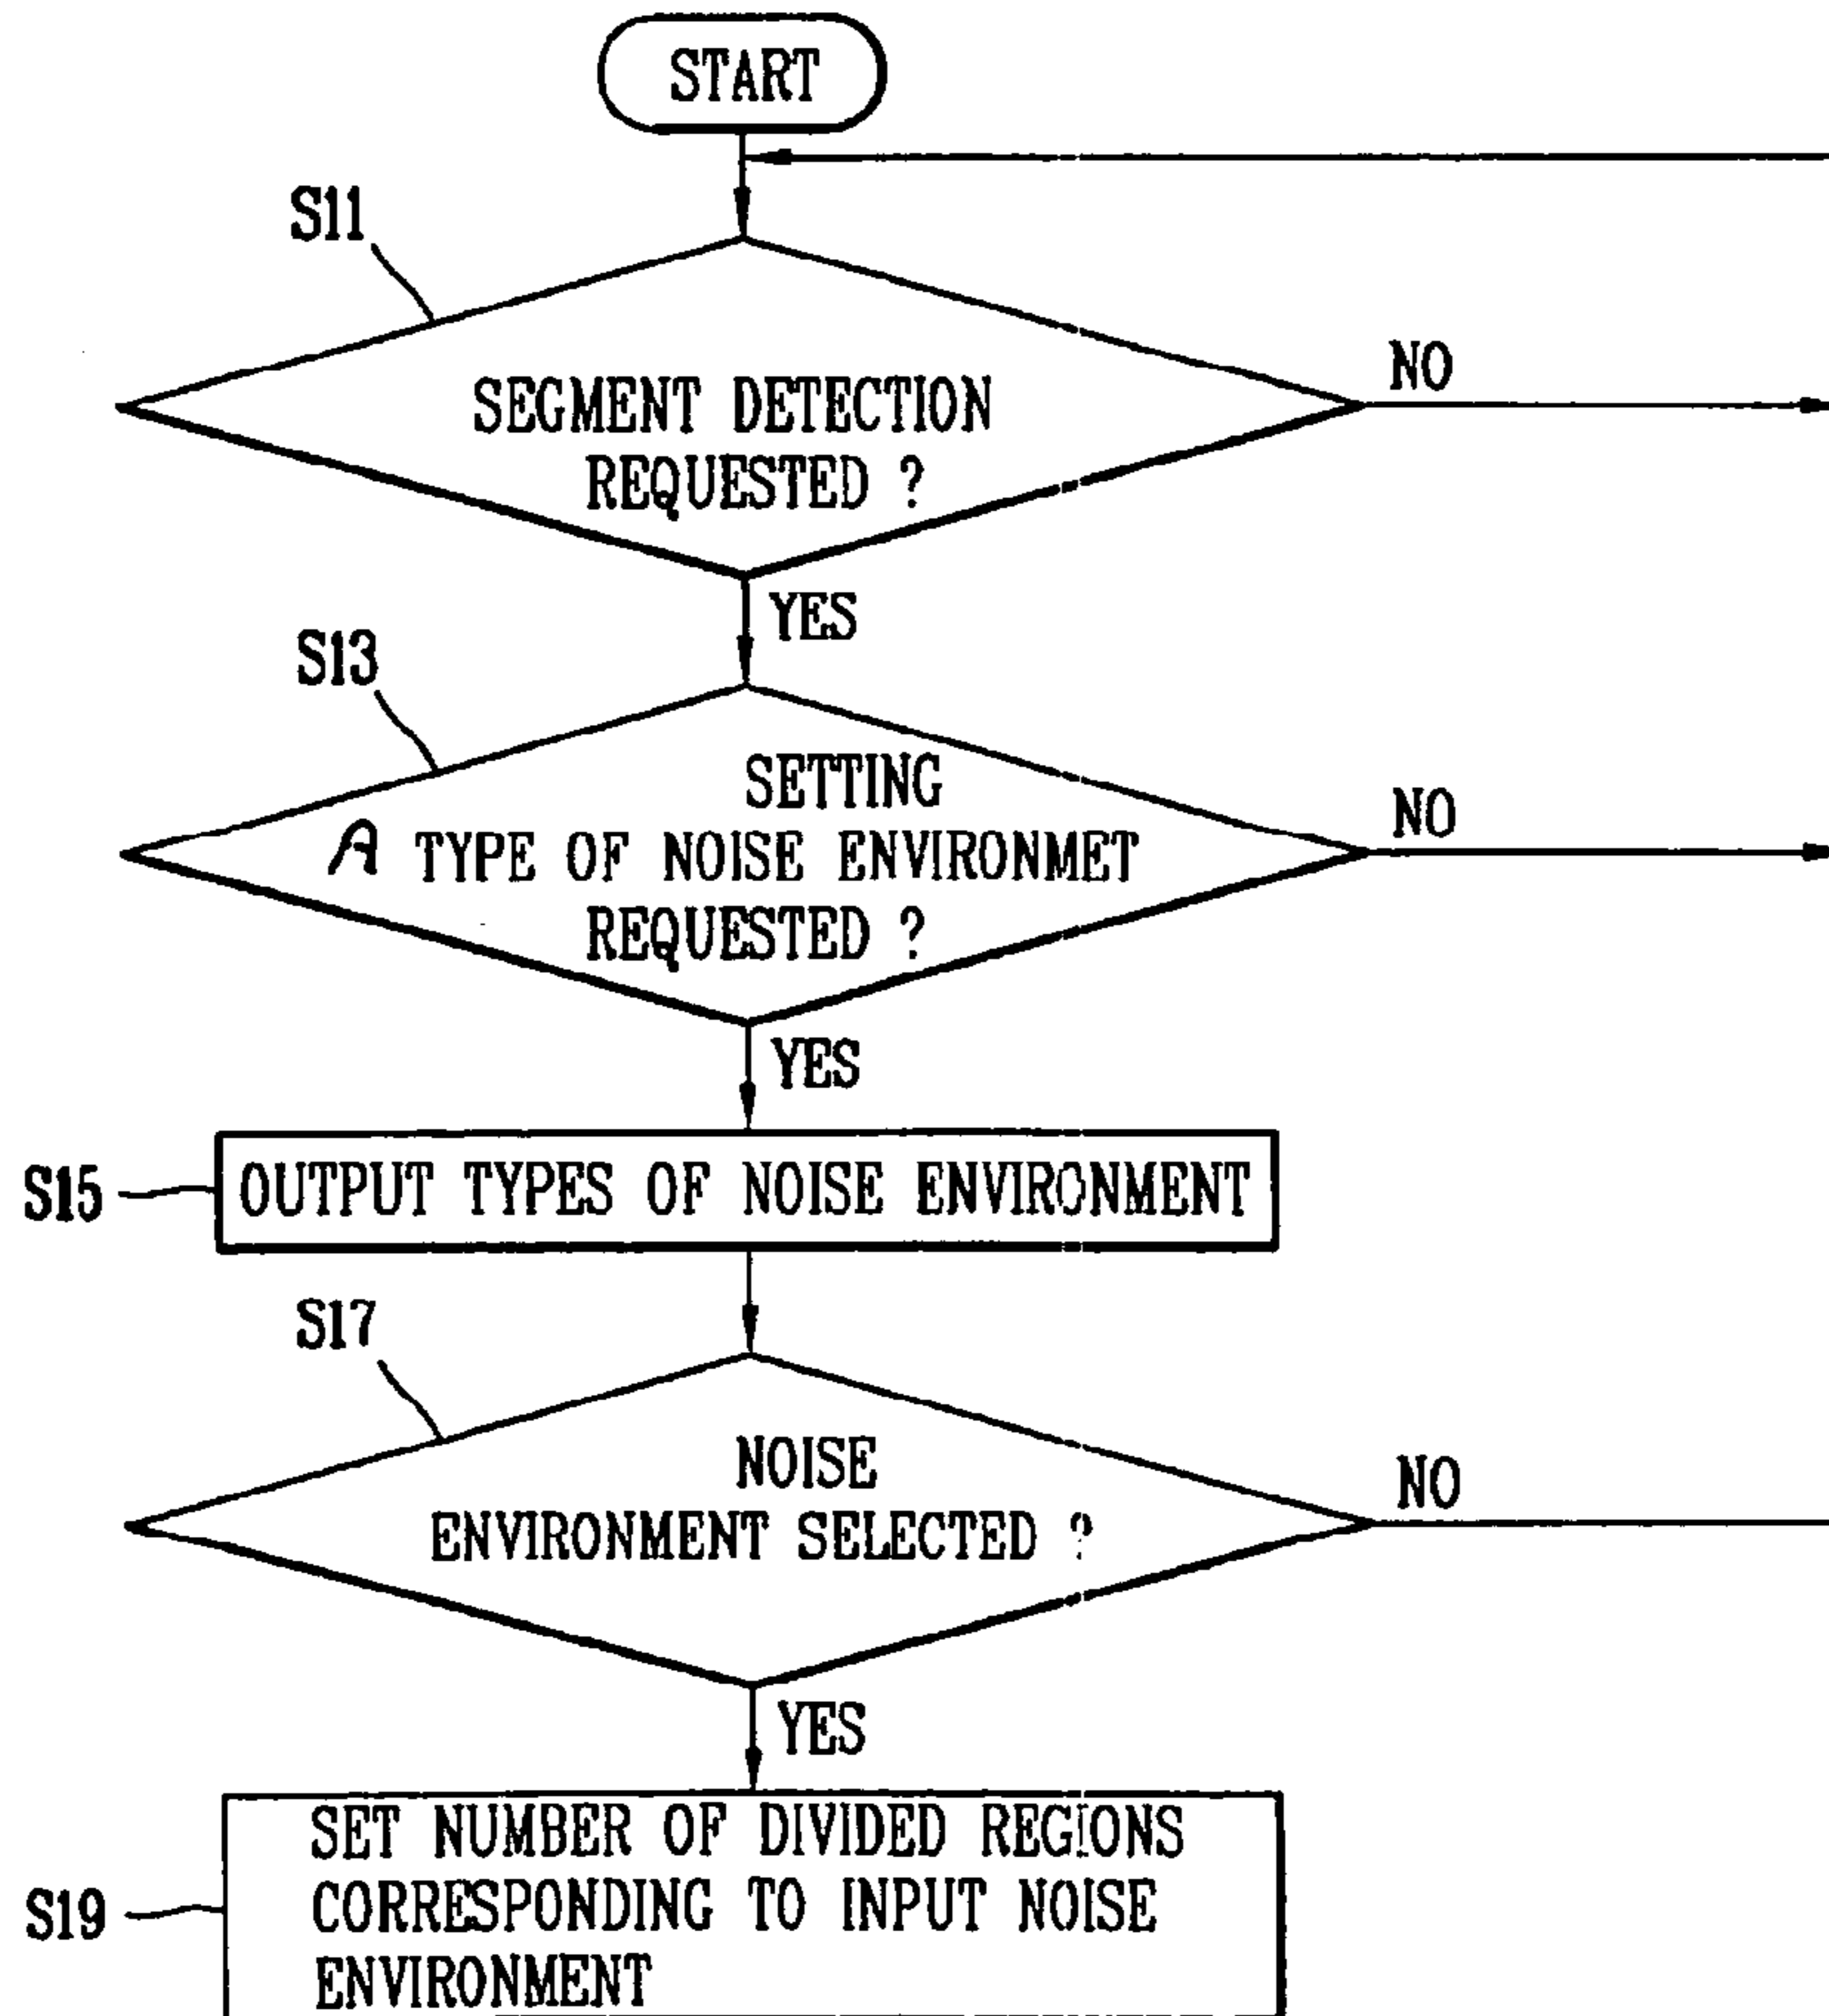 START
S11
SEGMENT DETECTION
REQUESTED ?
NO
YES
S13
SETTING
A TYPE OF NOISE ENVIRONMET
REQUESTED ?
NO
YES
S15
OUTPUT TYPES OF NOISE ENVIRONMENT
S17
NOISE
ENVIRONMENT SELECTED ?
NO
YES
S19
SET NUMBER OF DIVIDED REGIONS
CORRESPONDING TO INPUT NOISE
ENVIRONMENT